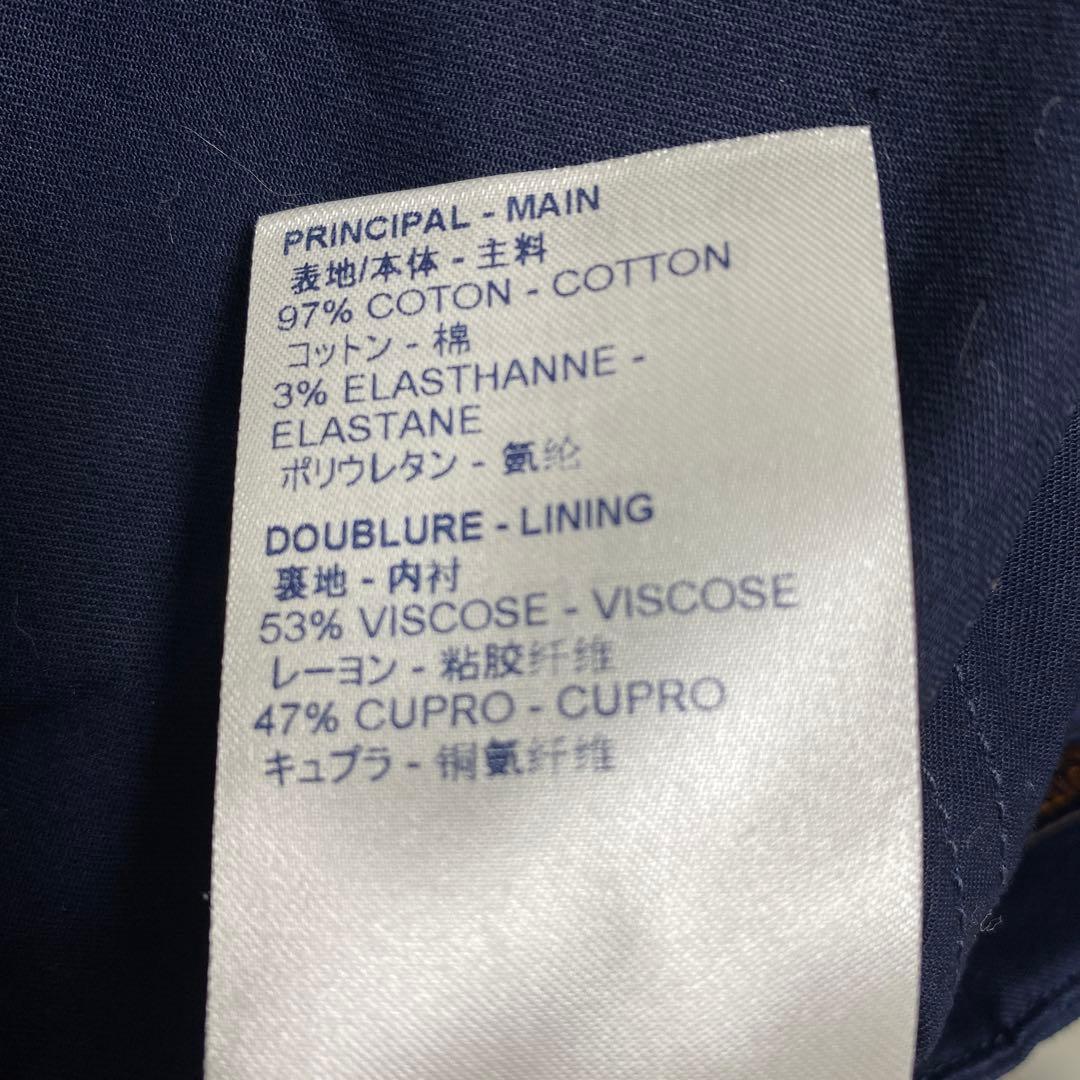 PRINCIPAL - MAIN
表地/本体 - 主料
97% COTON - COTTON
コットン - 棉
3% ELASTHANNE -
ELASTANE
ポリウレタン - 氨纶
DOUBLURE - LINING
裏地 - 内衬
53% VISCOSE - VISCOSE
レーヨン - 粘胶纤维
47% CUPRO - CUPRO
キュプラ - 铜氨纤维